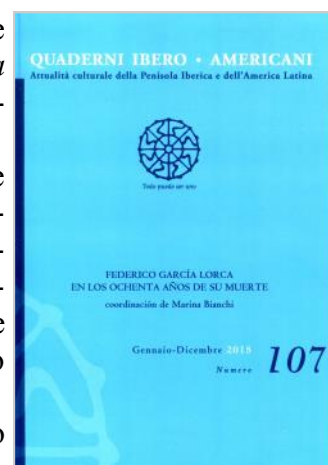 QUADERNI IBERO • AMERICANI
Attualità culturale della Penisola Iberica e dell'America Latina
Todo puede ser uno
FEDERICO GARCÍA LORCA
EN LOS OCHENTA AÑOS DE SU MUERTE
coordinación de Marina Bianchi
Gennaio-Dicembre 2015
Numero 107